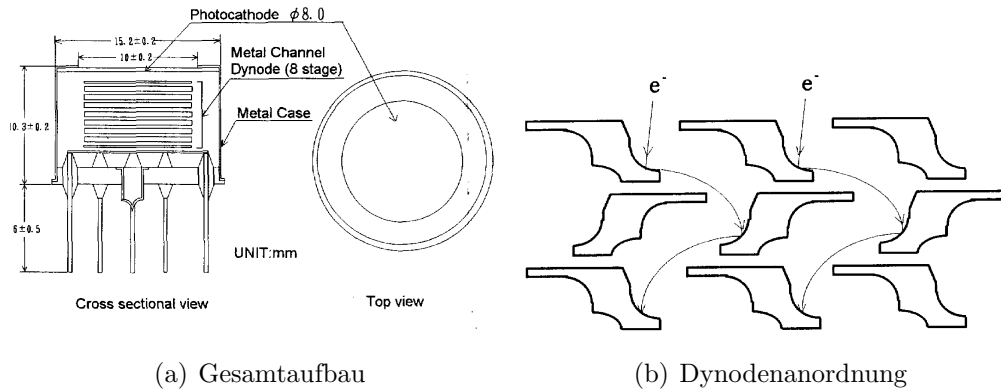 Photocathode ϕ8.0
15.2±0.2
10±0.2
Metal Channel
Dynode (8 stage)
Metal Case
10.3±0.2
6±0.5
UNIT:mm
Cross sectional view
Top view
e⁻
e⁻
(a) Gesamtaufbau
(b) Dynodenanordnung